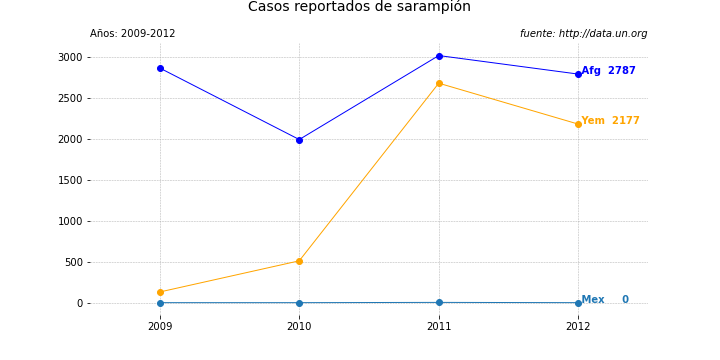 Casos reportados de sarampión
Años: 2009-2012
fuente: http://data.un.org
3000
2500
2000
1500
1000
500
0
Afg 2787
Yem 2177
Mex 0
2009 2010 2011 2012